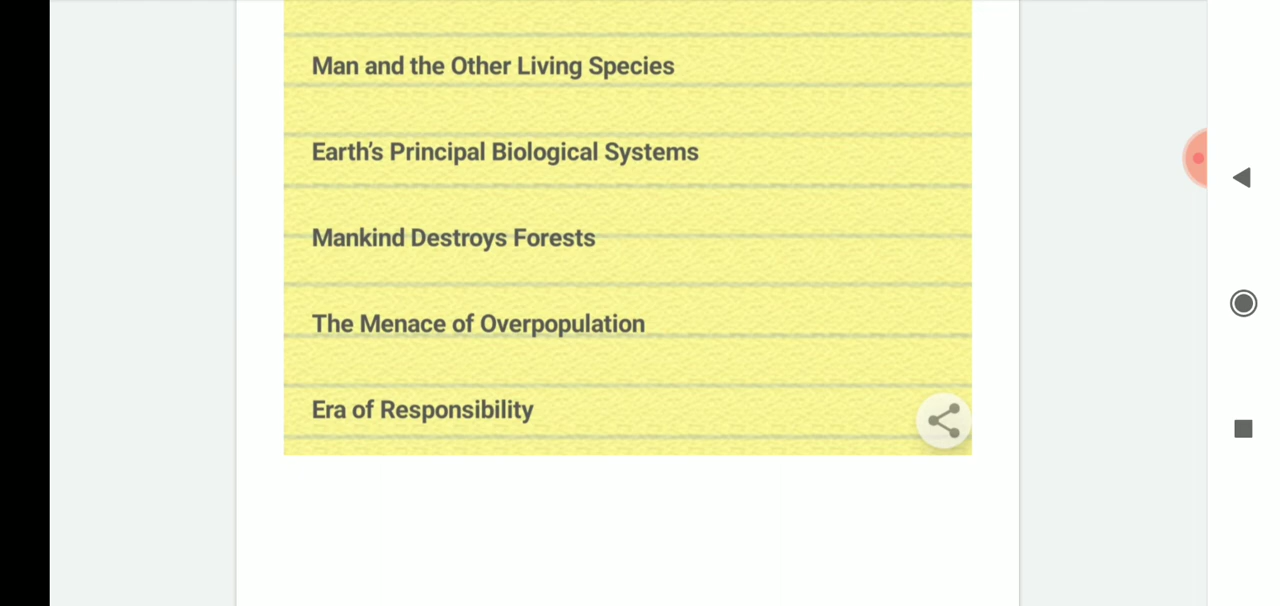 Man and the Other Living Species
Earth's Principal Biological Systems
Mankind Destroys Forests
The Menace of Overpopulation
Era of Responsibility